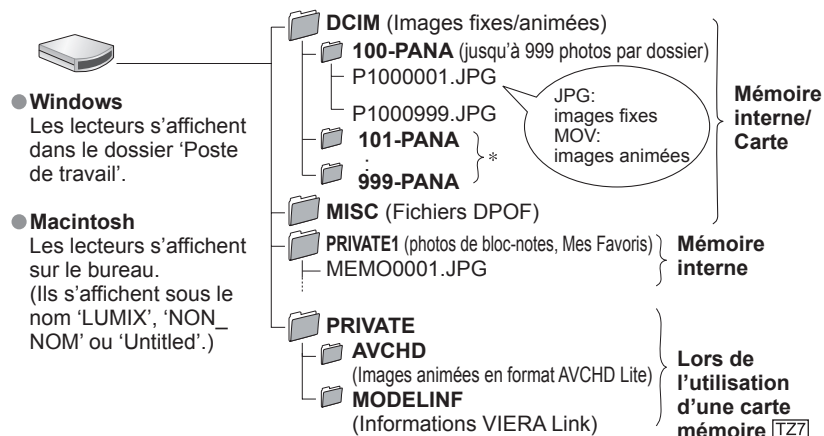 ● Windows
Les lecteurs s’affichent
dans le dossier ‘Poste
de travail’.
● Macintosh
Les lecteurs s’affichent
sur le bureau.
(Ils s’affichent sous le
nom ‘LUMIX’, ‘NON_
NOM’ ou ‘Untitled’.)
DCIM (Images fixes/animées)
100-PANA (jusqu’à 999 photos par dossier)
P1000001.JPG
P1000999.JPG
JPG:
images fixes
MOV:
images animées
101-PANA
:
999-PANA
*
MISC (Fichiers DPOF)
Mémoire
interne/
Carte
PRIVATE1 (photos de bloc-notes, Mes Favoris)
MEMO0001.JPG
Mémoire
interne
PRIVATE
AVCHD
(Images animées en format AVCHD Lite)
MODELINF
(Informations VIERA Link)
Lors de
l’utilisation
d’une carte
mémoire TZ7